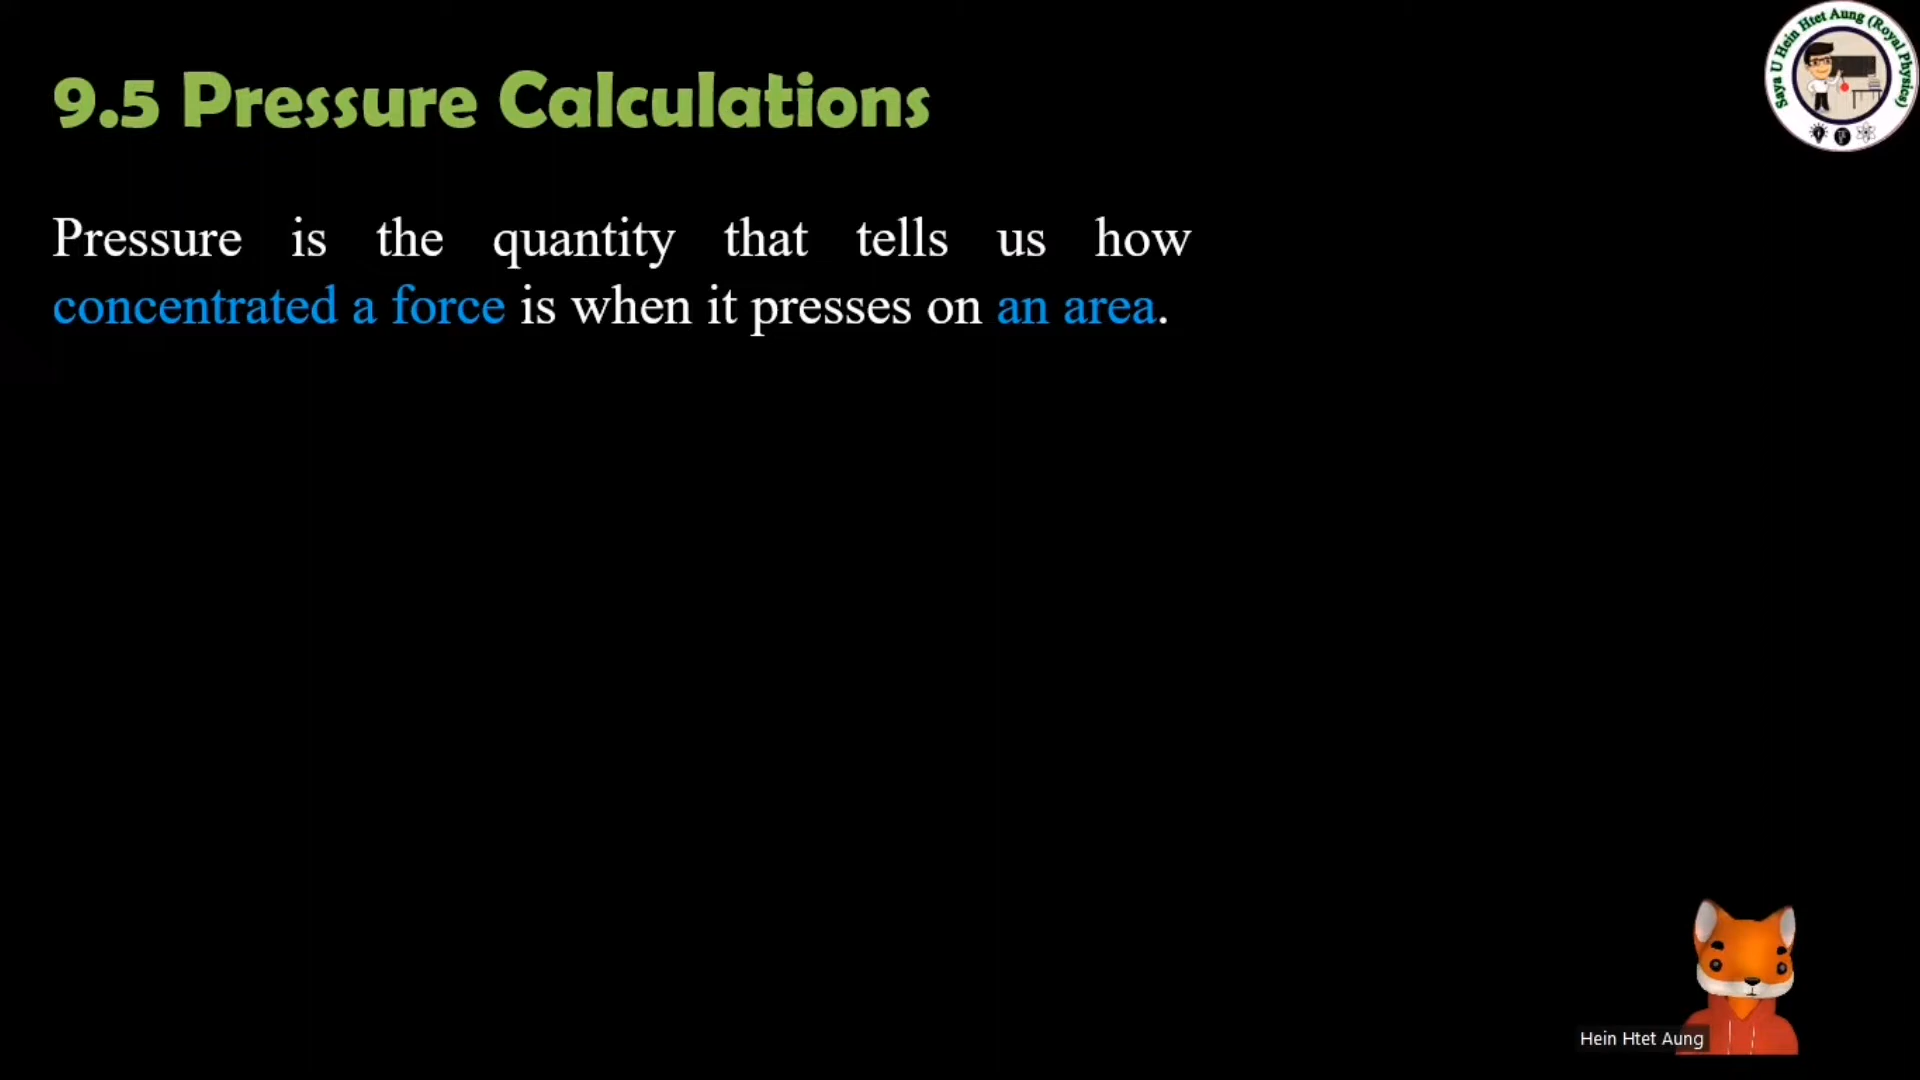 9.5 Pressure Calculations
Saya U Hein Htet Aung (Royal Physics)
Pressure is the quantity that tells us how
concentrated a force is when it presses on an area.
Hein Htet Aung